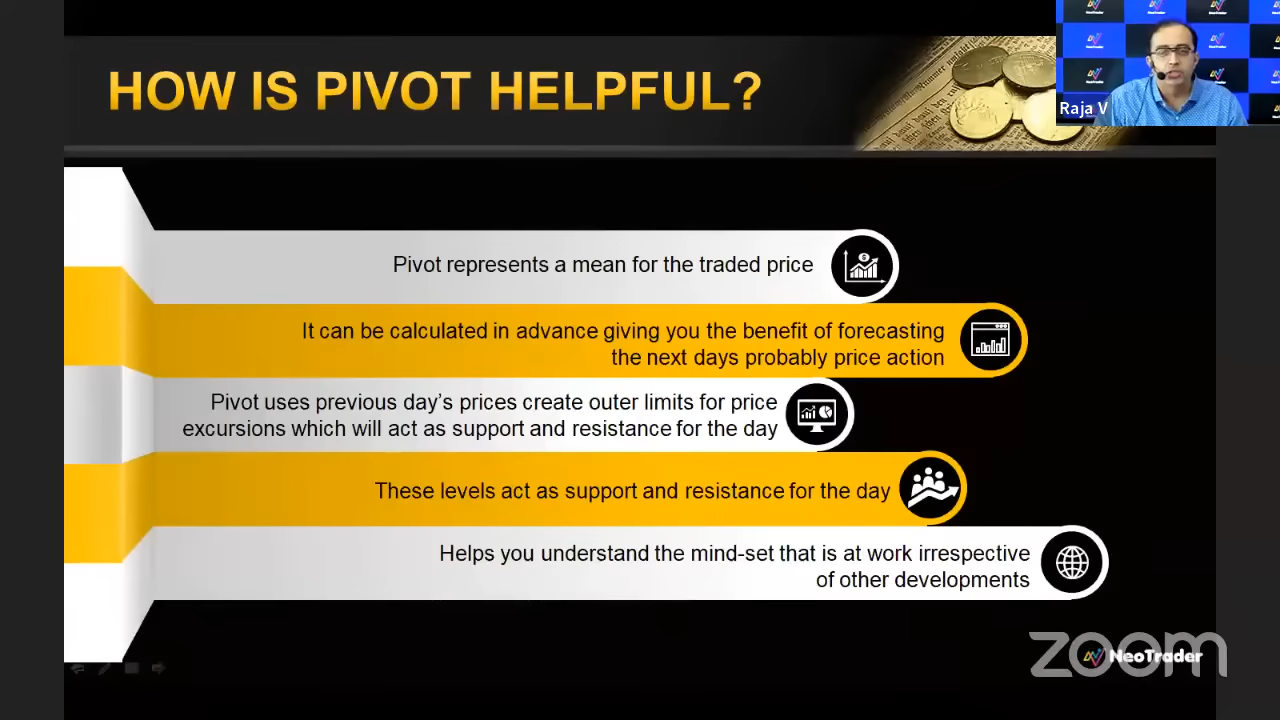 HOW IS PIVOT HELPFUL?
Raja V
Pivot represents a mean for the traded price
It can be calculated in advance giving you the benefit of forecasting
the next days probably price action
Pivot uses previous day's prices create outer limits for price
excursions which will act as support and resistance for the day
These levels act as support and resistance for the day
Helps you understand the mind-set that is at work irrespective
of other developments
zoom
NeoTrader